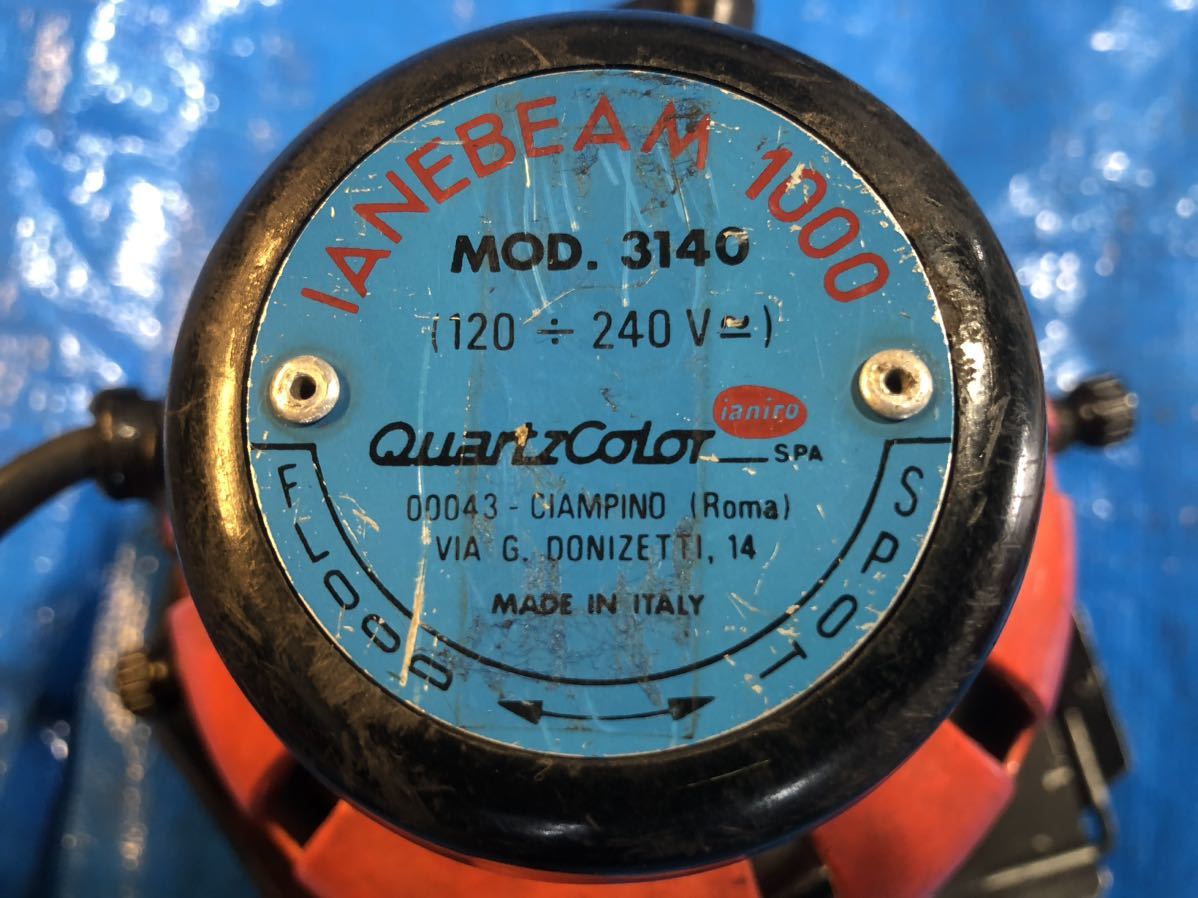 IANEBEAM 1000
MOD. 3140
(120 ÷ 240 V ≃)
ianiro
QuartzColor SPA
00043 - CIAMPINO (Roma)
VIA G. DONIZETTI, 14
MADE IN ITALY
FLOOD
SPOT